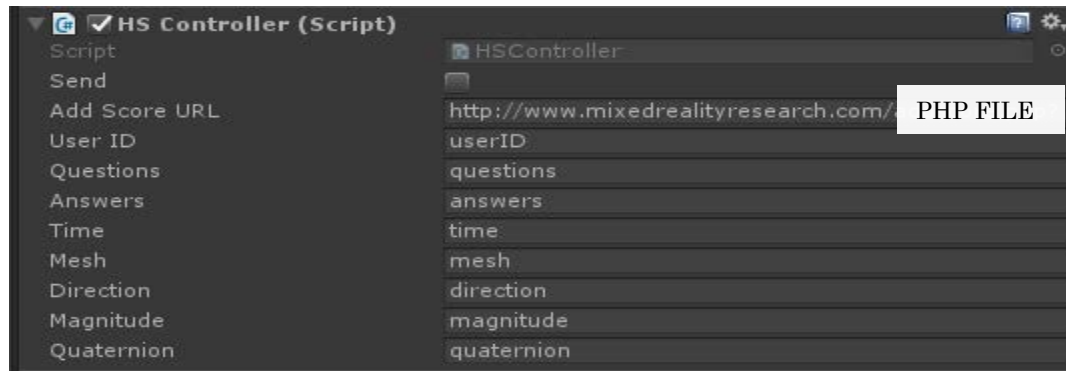 HS Controller (Script)
Script HSController
Send
Add Score URL http://www.mixedrealityresearch.com/ PHP FILE
User ID userID
Questions questions
Answers answers
Time time
Mesh mesh
Direction direction
Magnitude magnitude
Quaternion quaternion